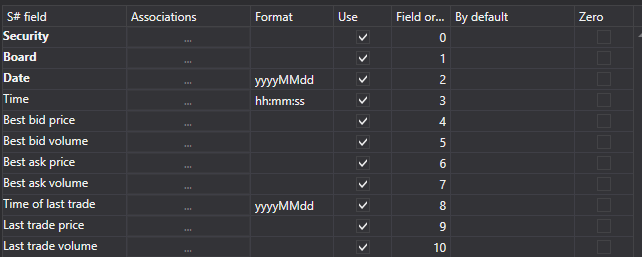 S# field Associations Format Use Field or... By default Zero
Security ... 0
Board ... 1
Date ... yyyyMMdd 2
Time ... hh:mm:ss 3
Best bid price ... 4
Best bid volume ... 5
Best ask price ... 6
Best ask volume ... 7
Time of last trade ... yyyyMMdd 8
Last trade price ... 9
Last trade volume ... 10